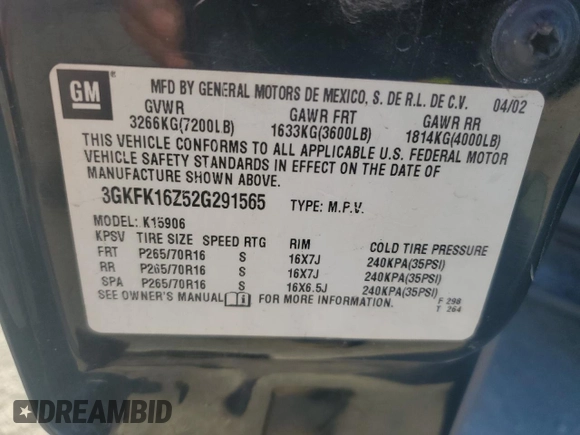 GM ®
MFD BY GENERAL MOTORS DE MEXICO, S. DE R.L. DE C.V. 04/02
GVWR GAWR FRT GAWR RR
3266KG(7200LB) 1633KG(3600LB) 1814KG(4000LB)
THIS VEHICLE CONFORMS TO ALL APPLICABLE U.S. FEDERAL MOTOR
VEHICLE SAFETY STANDARDS IN EFFECT ON THE DATE OF
MANUFACTURE SHOWN ABOVE.
3GKFK16Z52G291565 TYPE: M.P.V.
MODEL: K15906
KPSV TIRE SIZE SPEED RTG RIM COLD TIRE PRESSURE
FRT P265/70R16 S 16X7J 240KPA(35PSI)
RR P265/70R16 S 16X7J 240KPA(35PSI)
SPA P265/70R16 S 16X6.5J 240KPA(35PSI)
SEE OWNER'S MANUAL FOR MORE INFORMATION. F 298
T 264
DREAMBID